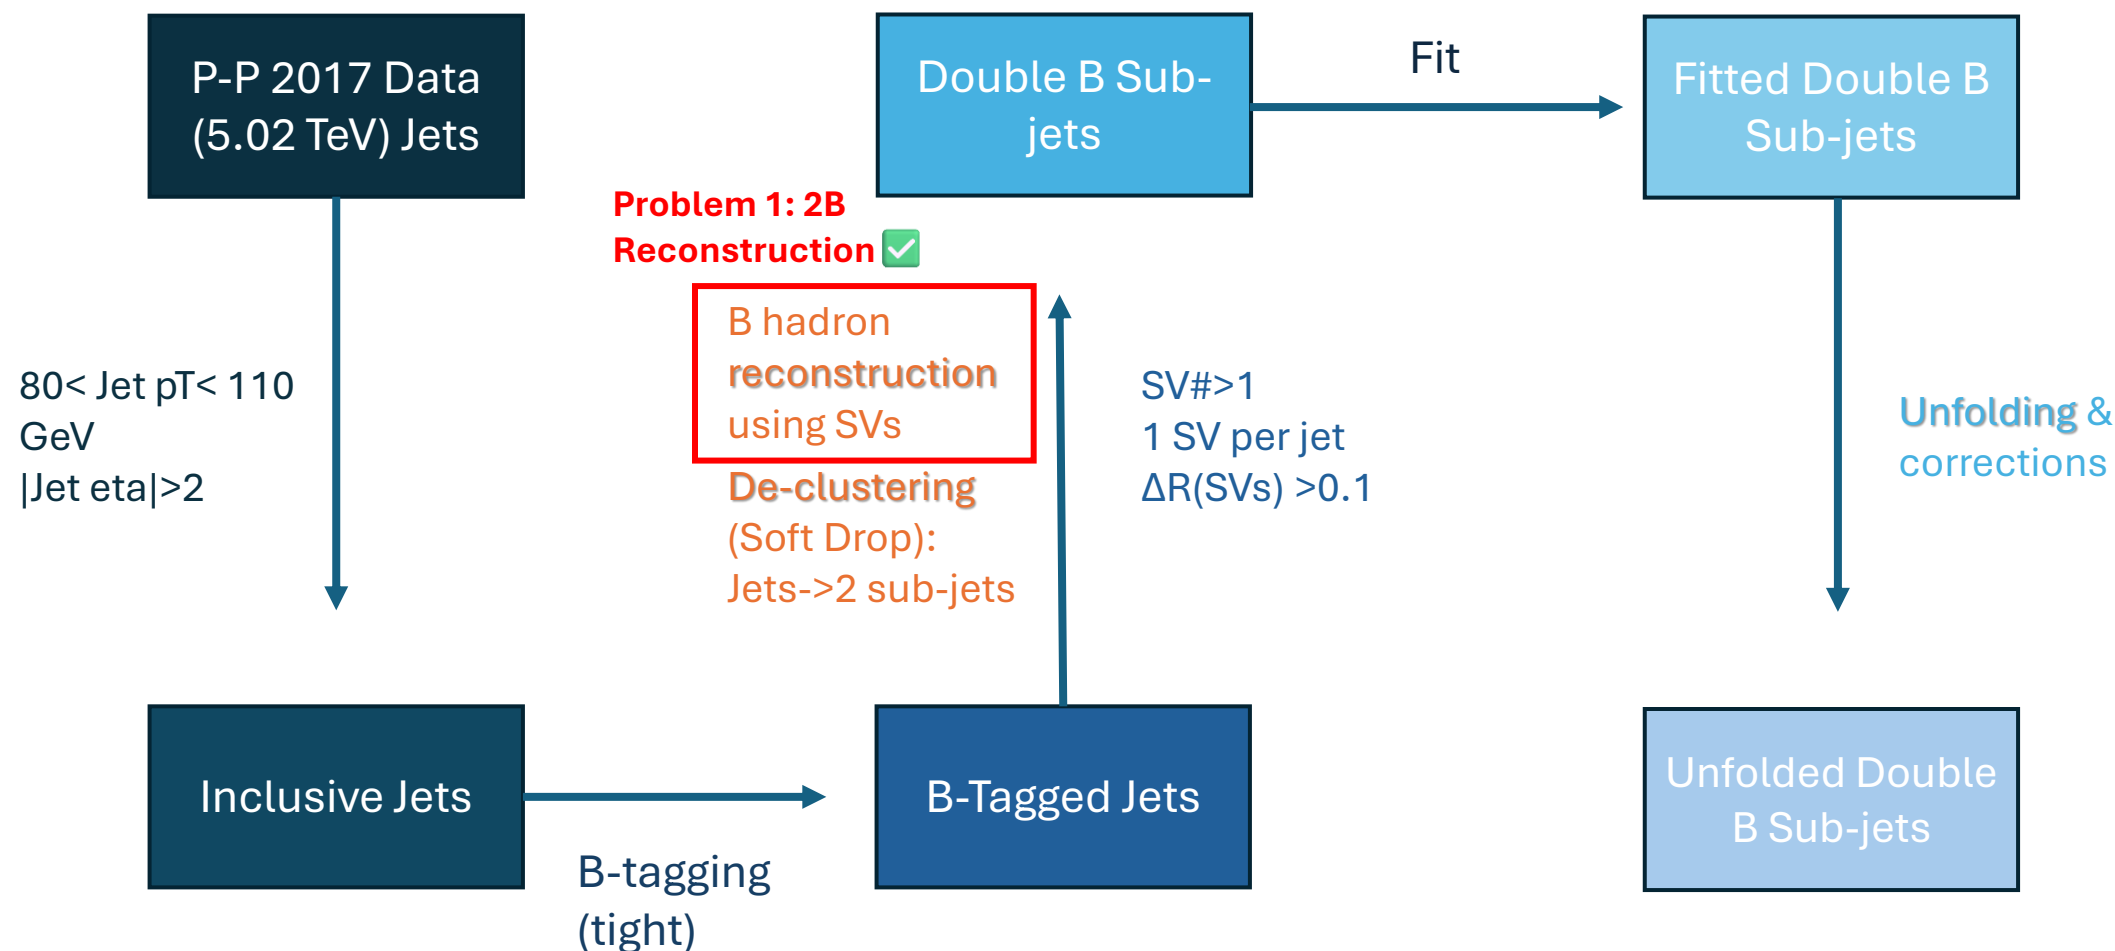 P-P 2017 Data
(5.02 TeV) Jets
80< Jet pT< 110
GeV
|Jet eta|>2
Inclusive Jets
B-tagging
(tight)
B-Tagged Jets
Problem 1: 2B
Reconstruction ✅
B hadron
reconstruction
using SVs
De-clustering
(Soft Drop):
Jets->2 sub-jets
SV#>1
1 SV per jet
ΔR(SVs) >0.1
Double B Sub-
jets
Fit
Fitted Double B
Sub-jets
Unfolding &
corrections
Unfolded Double
B Sub-jets